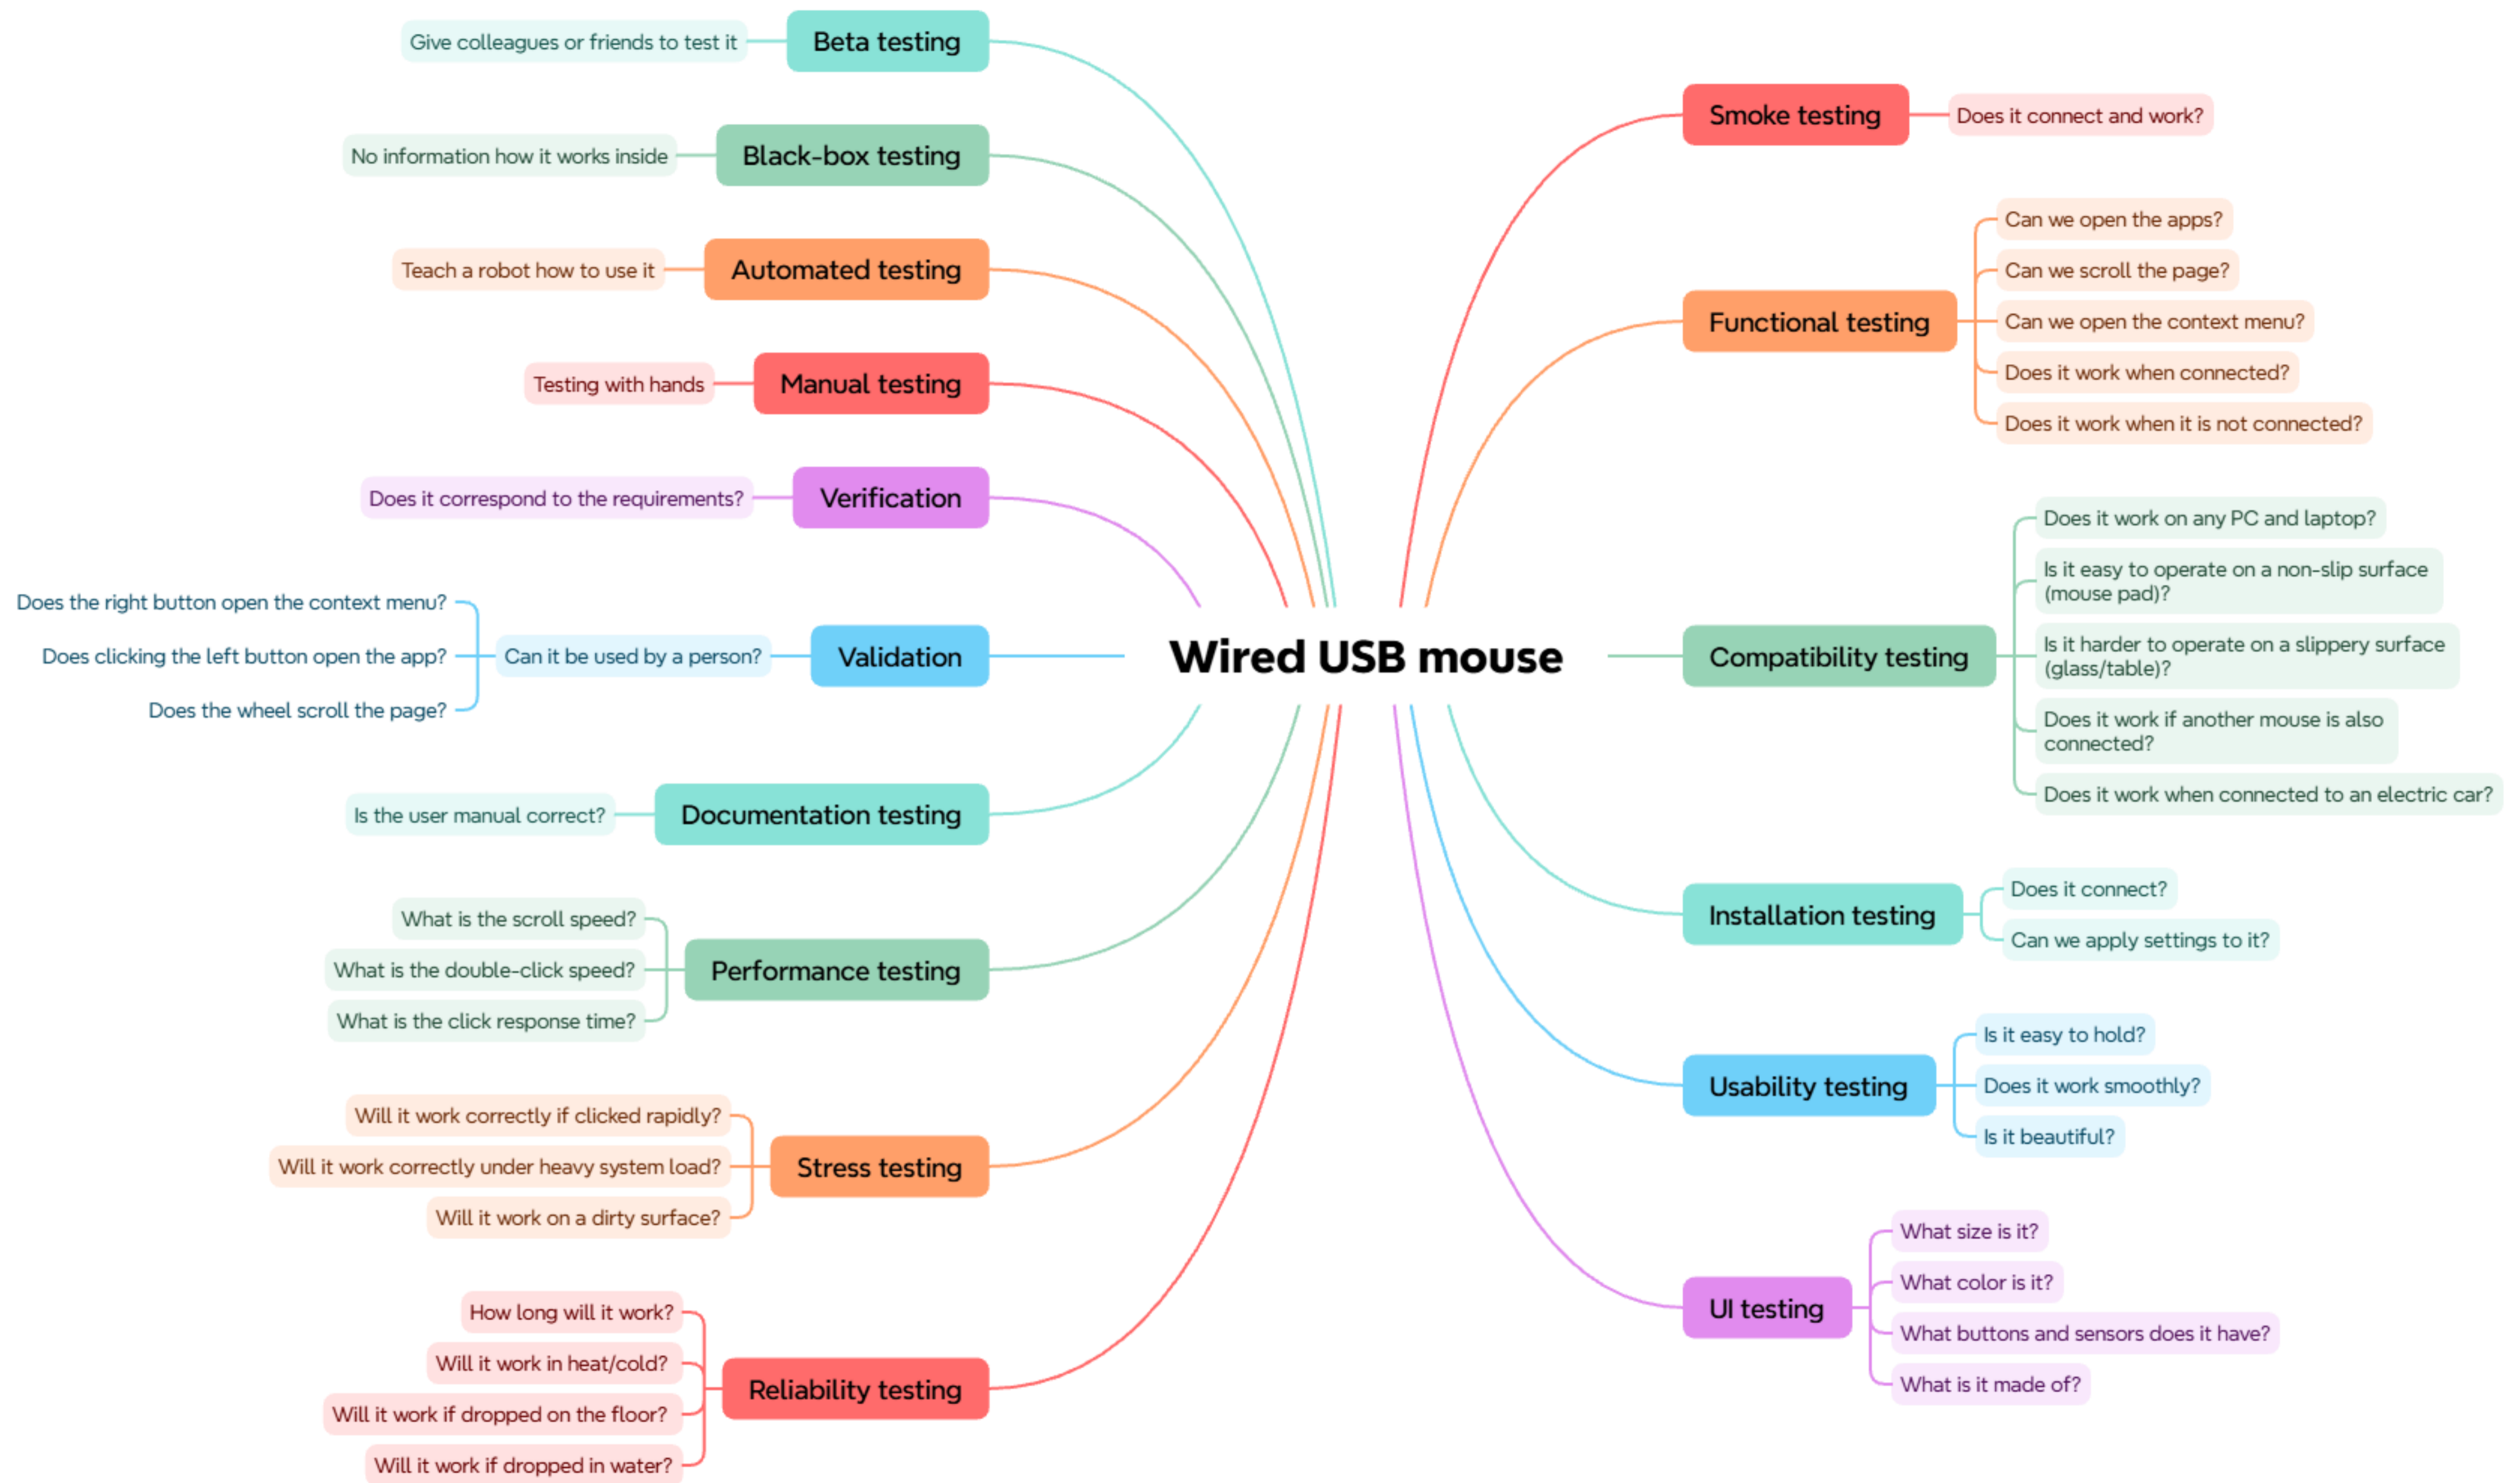 Wired USB mouse
Beta testing
Give colleagues or friends to test it
Black-box testing
No information how it works inside
Automated testing
Teach a robot how to use it
Manual testing
Testing with hands
Verification
Does it correspond to the requirements?
Validation
Can it be used by a person?
Does the right button open the context menu?
Does clicking the left button open the app?
Does the wheel scroll the page?
Documentation testing
Is the user manual correct?
Performance testing
What is the scroll speed?
What is the double-click speed?
What is the click response time?
Stress testing
Will it work correctly if clicked rapidly?
Will it work correctly under heavy system load?
Will it work on a dirty surface?
Reliability testing
How long will it work?
Will it work in heat/cold?
Will it work if dropped on the floor?
Will it work if dropped in water?
Smoke testing
Does it connect and work?
Functional testing
Can we open the apps?
Can we scroll the page?
Can we open the context menu?
Does it work when connected?
Does it work when it is not connected?
Compatibility testing
Does it work on any PC and laptop?
Is it easy to operate on a non-slip surface
(mouse pad)?
Is it harder to operate on a slippery surface
(glass/table)?
Does it work if another mouse is also
connected?
Does it work when connected to an electric car?
Installation testing
Does it connect?
Can we apply settings to it?
Usability testing
Is it easy to hold?
Does it work smoothly?
Is it beautiful?
UI testing
What size is it?
What color is it?
What buttons and sensors does it have?
What is it made of?